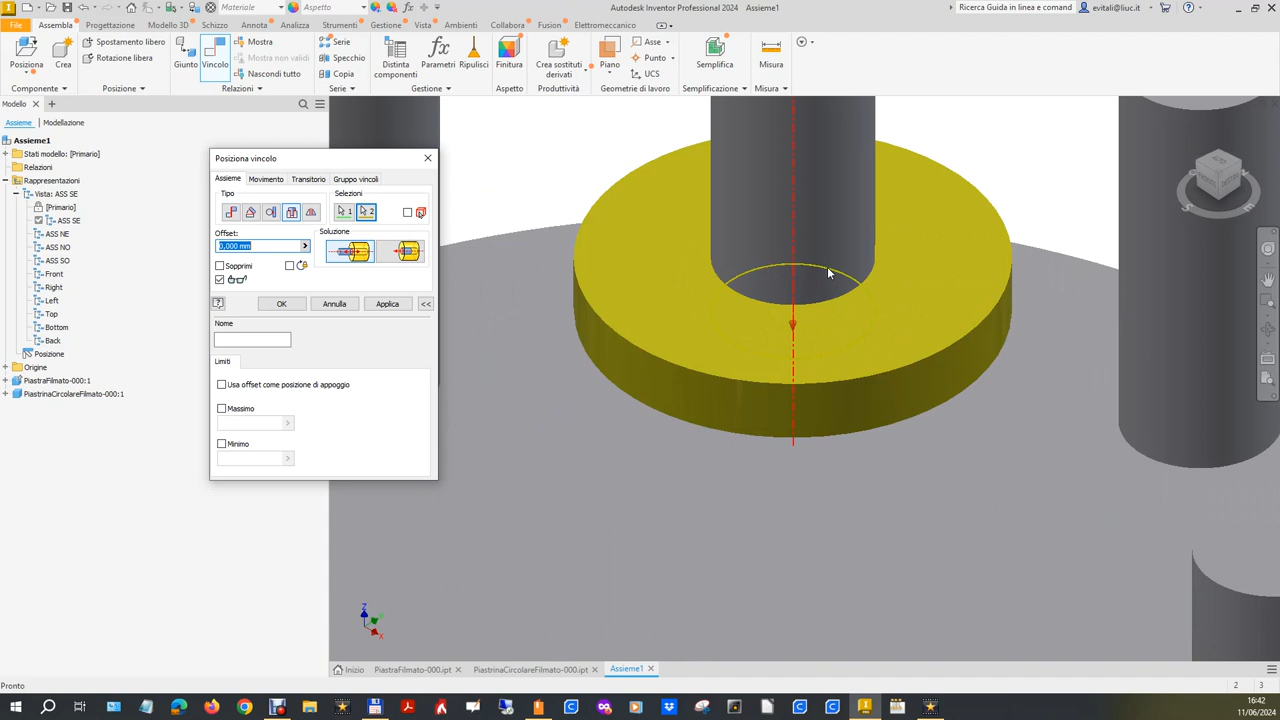 Materiale
Aspetto
Autodesk Inventor Professional 2024 Assieme1
Ricerca Guida in linea e comand
evitali@liuc.it
File
Assembla
Progettazione
Modello 3D
Schizzo
Annota
Analizza
Strumenti
Gestione
Vista
Ambienti
Collabora
Fusion
Elettromeccanico
Posiziona
Crea
Spostamento libero
Rotazione libera
Giunto
Vincolo
Mostra
Mostra non validi
Nascondi tutto
Serie
Specchio
Copia
Distinta componenti
Parametri
Ripulisci
Finitura
Crea sostituti derivati
Piano
Asse
Punto
UCS
Semplifica
Misura
Componente
Posizione
Relazioni
Serie
Gestione
Aspetto
Produttività
Geometrie di lavoro
Semplificazione
Misura
Modello
Assieme
Modellazione
Assieme1
Stati modello: [Primario]
Relazioni
Rappresentazioni
Vista: ASS SE
[Primario]
ASS SE
ASS NE
ASS NO
ASS SO
Front
Right
Left
Top
Bottom
Back
Posizione
Origine
PiastraFilmato-000:1
PiastrinaCircolareFilmato-000:1
Posiziona vincolo
Assieme
Movimento
Transitorio
Gruppo vincoli
Tipo
Selezioni
1
2
Offset:
0,000 mm
Soluzione
Sopprimi
OK
Annulla
Applica
<<
Nome
Limiti
Usa offset come posizione di appoggio
Massimo
Minimo
Z
X
Inizio
PiastraFilmato-000.ipt
PiastrinaCircolareFilmato-000.ipt
Assieme1
Pronto
2
3
16:42
11/06/2024